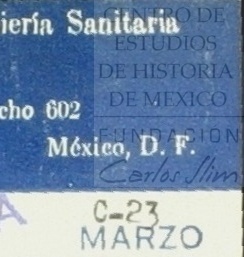 iería Sanitaria
CENTRO DE
ESTUDIOS
DE HISTORIA
DE MEXICO
FUNDACION
Carlos Slim
cho 602
México, D. F.
A
C-23
MARZO